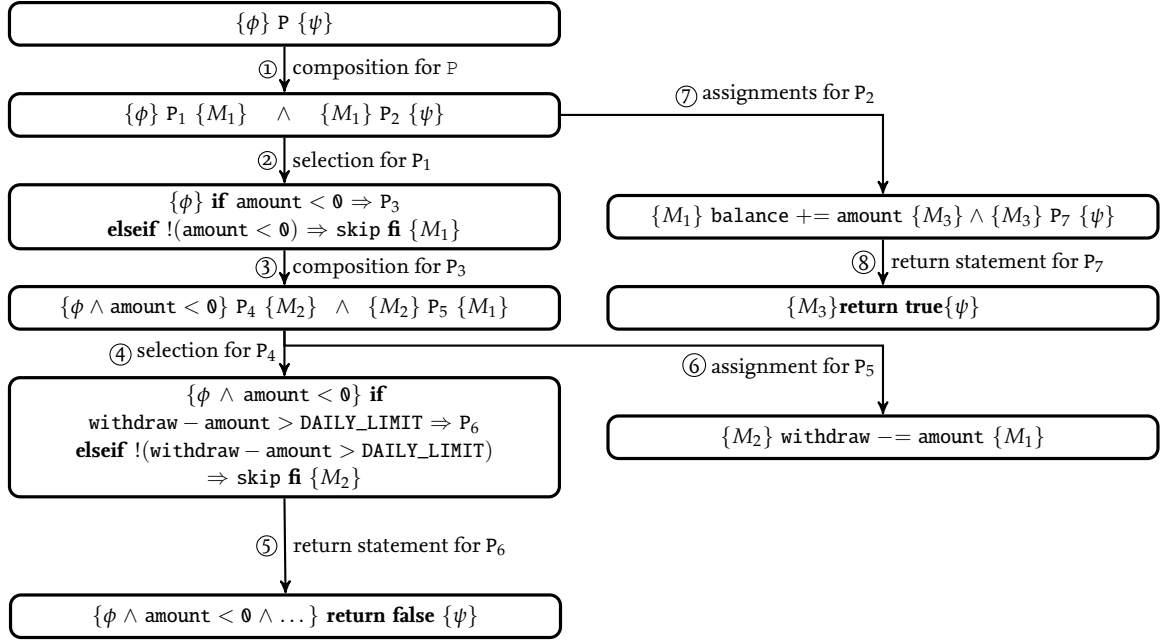 {ϕ} P {ψ}
① composition for P
{ϕ} P₁ {M₁} ∧ {M₁} P₂ {ψ}
⑦ assignments for P₂
② selection for P₁
{ϕ} if amount < 0 ⇒ P₃
elseif !(amount < 0) ⇒ skip fi {M₁}
{M₁} balance += amount {M₃} ∧ {M₃} P₇ {ψ}
③ composition for P₃
⑧ return statement for P₇
{ϕ ∧ amount < 0} P₄ {M₂} ∧ {M₂} P₅ {M₁}
{M₃}return true{ψ}
④ selection for P₄
⑥ assignment for P₅
{ϕ ∧ amount < 0} if
withdraw − amount > DAILY_LIMIT ⇒ P₆
elseif !(withdraw − amount > DAILY_LIMIT)
⇒ skip fi {M₂}
{M₂} withdraw −= amount {M₁}
⑤ return statement for P₆
{ϕ ∧ amount < 0 ∧ ...} return false {ψ}